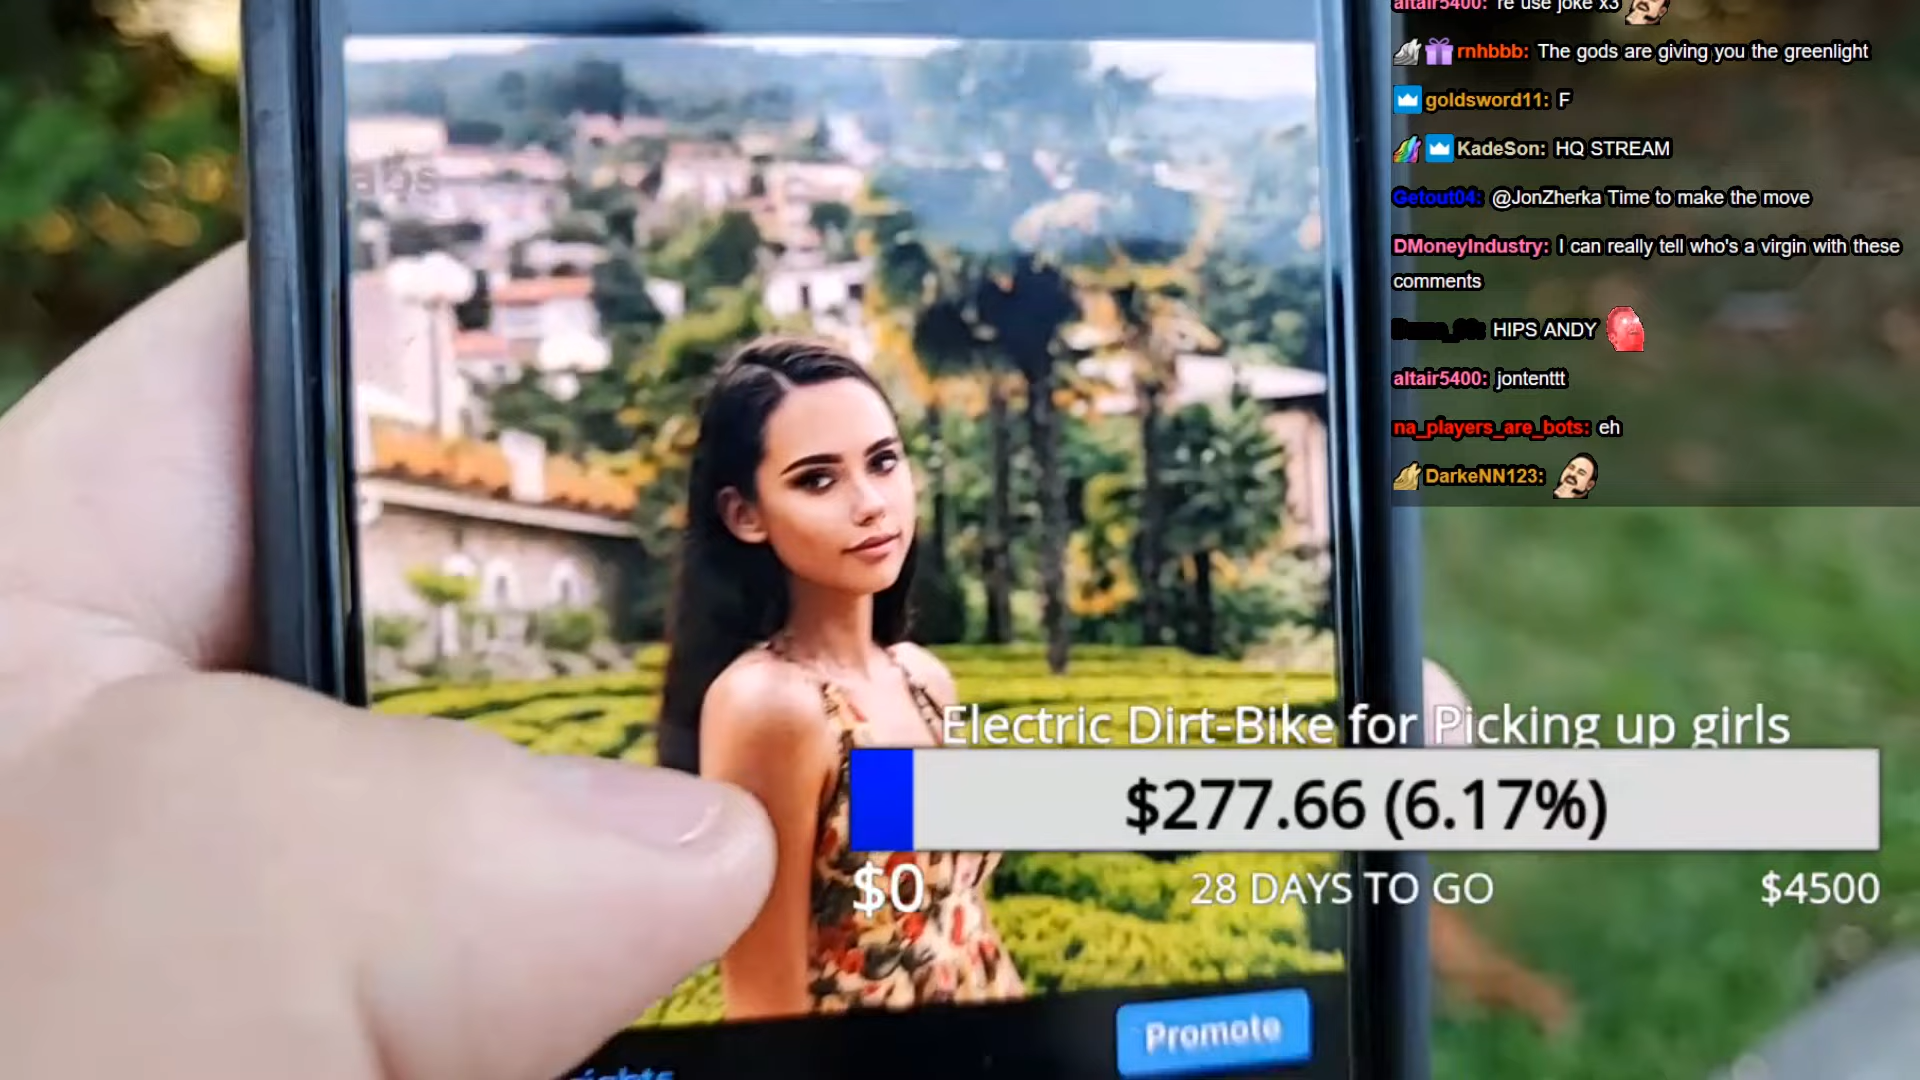 altair5400: re use joke x3
rnhbbb: The gods are giving you the greenlight
goldsword11: F
KadeSon: HQ STREAM
Getout04: @JonZherka Time to make the move
DMoneyIndustry: I can really tell who's a virgin with these
comments
HIPS ANDY
altair5400: jontenttt
na_players_are_bots: eh
DarkeNN123:
Electric Dirt-Bike for Picking up girls
$277.66 (6.17%)
$0
28 DAYS TO GO
$4500
Promote